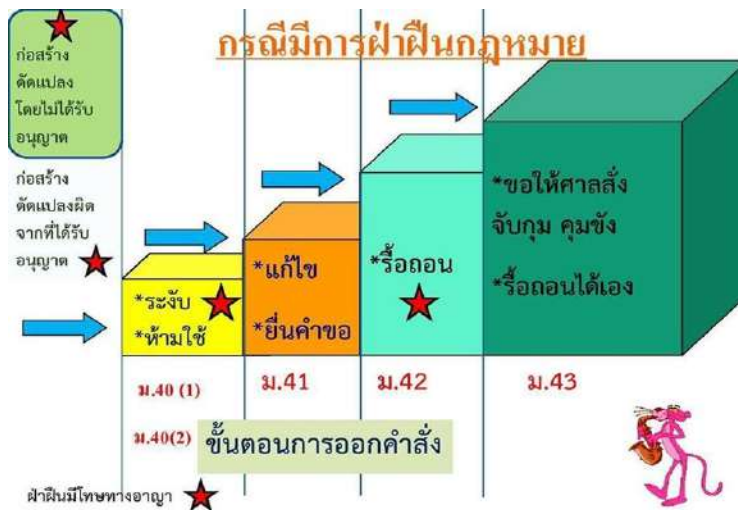 กรณีมีการฝ่าฝืนกฎหมาย
ก่อสร้าง
ดัดแปลง
โดยไม่ได้รับ
อนุญาต
ก่อสร้าง
ดัดแปลงผิด
จากที่ได้รับ
อนุญาต
*ระงับ
*ห้ามใช้
*แก้ไข
*ยื่นคำขอ
*รื้อถอน
*ขอให้ศาลสั่ง
จับกุม คุมขัง
*รื้อถอนได้เอง
ม.40 (1)
ม.40(2)
ม.41
ม.42
ม.43
ขั้นตอนการออกคำสั่ง
ฝ่าฝืนมีโทษทางอาญา